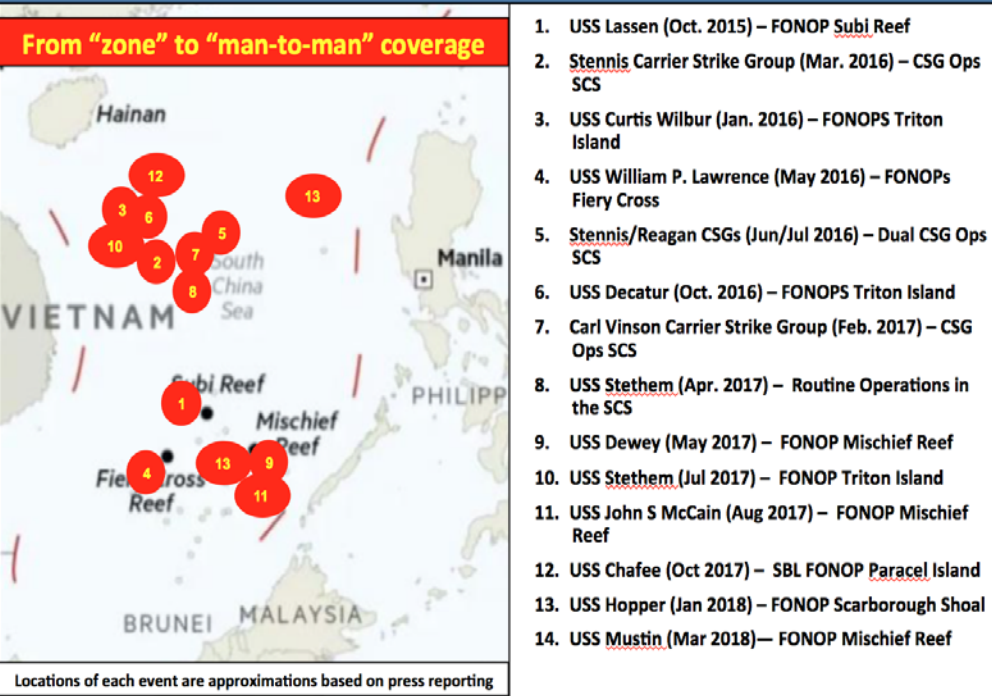 From “zone” to “man-to-man” coverage
Hainan
12
13
3
6
5
10
7
2
South
China
Sea
8
Manila
VIETNAM
Subi Reef
1
PHILIPP
Mischief
Reef
13
9
4
Fiery Cross
Reef
11
BRUNEI
MALAYSIA
Locations of each event are approximations based on press reporting
1. USS Lassen (Oct. 2015) – FONOP Subi Reef
2. Stennis Carrier Strike Group (Mar. 2016) – CSG Ops
SCS
3. USS Curtis Wilbur (Jan. 2016) – FONOPS Triton
Island
4. USS William P. Lawrence (May 2016) – FONOPs
Fiery Cross
5. Stennis/Reagan CSGs (Jun/Jul 2016) – Dual CSG Ops
SCS
6. USS Decatur (Oct. 2016) – FONOPS Triton Island
7. Carl Vinson Carrier Strike Group (Feb. 2017) – CSG
Ops SCS
8. USS Stethem (Apr. 2017) – Routine Operations in
the SCS
9. USS Dewey (May 2017) – FONOP Mischief Reef
10. USS Stethem (Jul 2017) – FONOP Triton Island
11. USS John S McCain (Aug 2017) – FONOP Mischief
Reef
12. USS Chafee (Oct 2017) – SBL FONOP Paracel Island
13. USS Hopper (Jan 2018) – FONOP Scarborough Shoal
14. USS Mustin (Mar 2018)— FONOP Mischief Reef